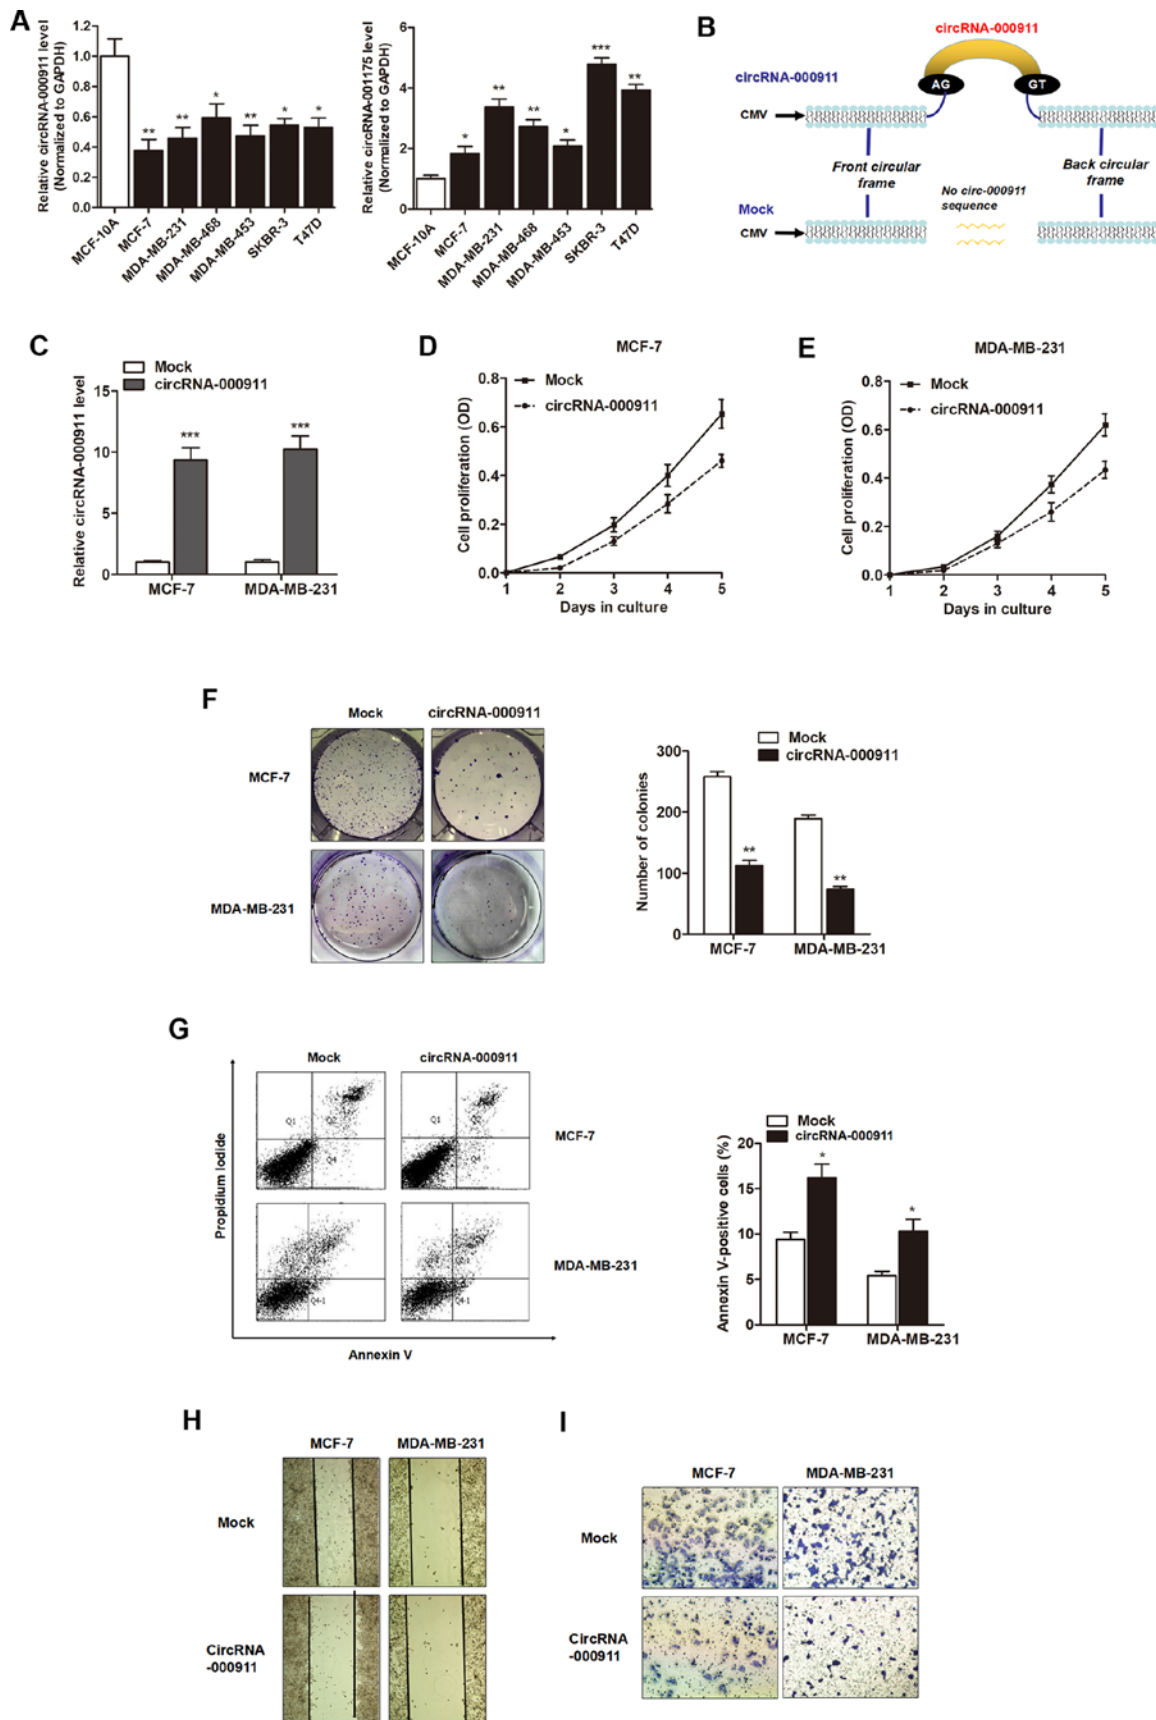 A
Relative circRNA-000911 level
(Normalized to GAPDH)
1.2
1.0
0.8
0.6
0.4
0.2
0.0
**
**
*
**
*
*
MCF-10A
MCF-7
MDA-MB-231
MDA-MB-468
MDA-MB-453
SKBR-3
T47D
Relative circRNA-001175 level
(Normalized to GAPDH)
6
4
2
0
*
**
**
*
***
**
MCF-10A
MCF-7
MDA-MB-231
MDA-MB-468
MDA-MB-453
SKBR-3
T47D
B
circRNA-000911
circRNA-000911
AG
GT
CMV
Front circular
frame
No circ-000911
sequence
Back circular
frame
Mock
CMV
C
Mock
circRNA-000911
Relative circRNA-000911 level
15
10
5
0
***
***
MCF-7
MDA-MB-231
D
MCF-7
Mock
circRNA-000911
Cell proliferation (OD)
0.8
0.6
0.4
0.2
0.0
1 2 3 4 5
Days in culture
E
MDA-MB-231
Mock
circRNA-000911
Cell proliferation (OD)
0.8
0.6
0.4
0.2
0.0
1 2 3 4 5
Days in culture
F
Mock
circRNA-000911
MCF-7
MDA-MB-231
Mock
circRNA-000911
Number of colonies
300
200
100
0
**
**
MCF-7
MDA-MB-231
G
Mock
circRNA-000911
Propidium Iodide
Q1
Q2
Q4
Q1
Q2
Q4
MCF-7
Q4-1
Q4-1
MDA-MB-231
Annexin V
Mock
circRNA-000911
Annexin V-positive cells (%)
20
15
10
5
0
*
*
MCF-7
MDA-MB-231
H
MCF-7
MDA-MB-231
Mock
CircRNA
-000911
I
MCF-7
MDA-MB-231
Mock
CircRNA
-000911